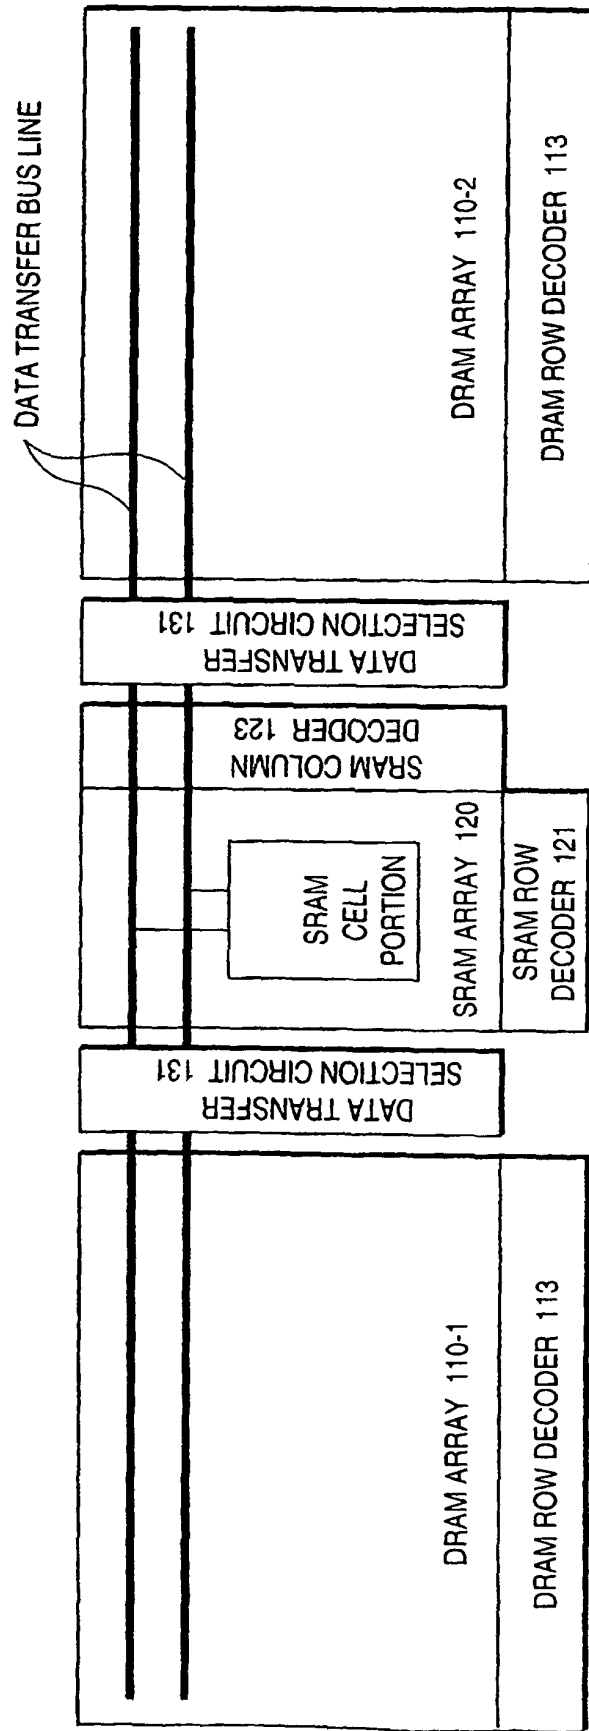 DATA TRANSFER BUS LINE
DRAM ARRAY 110-2
DRAM ROW DECODER 113
DATA TRANSFER
SELECTION CIRCUIT 131
SRAM COLUMN
DECODER 123
SRAM
CELL
PORTION
SRAM ARRAY 120
SRAM ROW
DECODER 121
DATA TRANSFER
SELECTION CIRCUIT 131
DRAM ARRAY 110-1
DRAM ROW DECODER 113